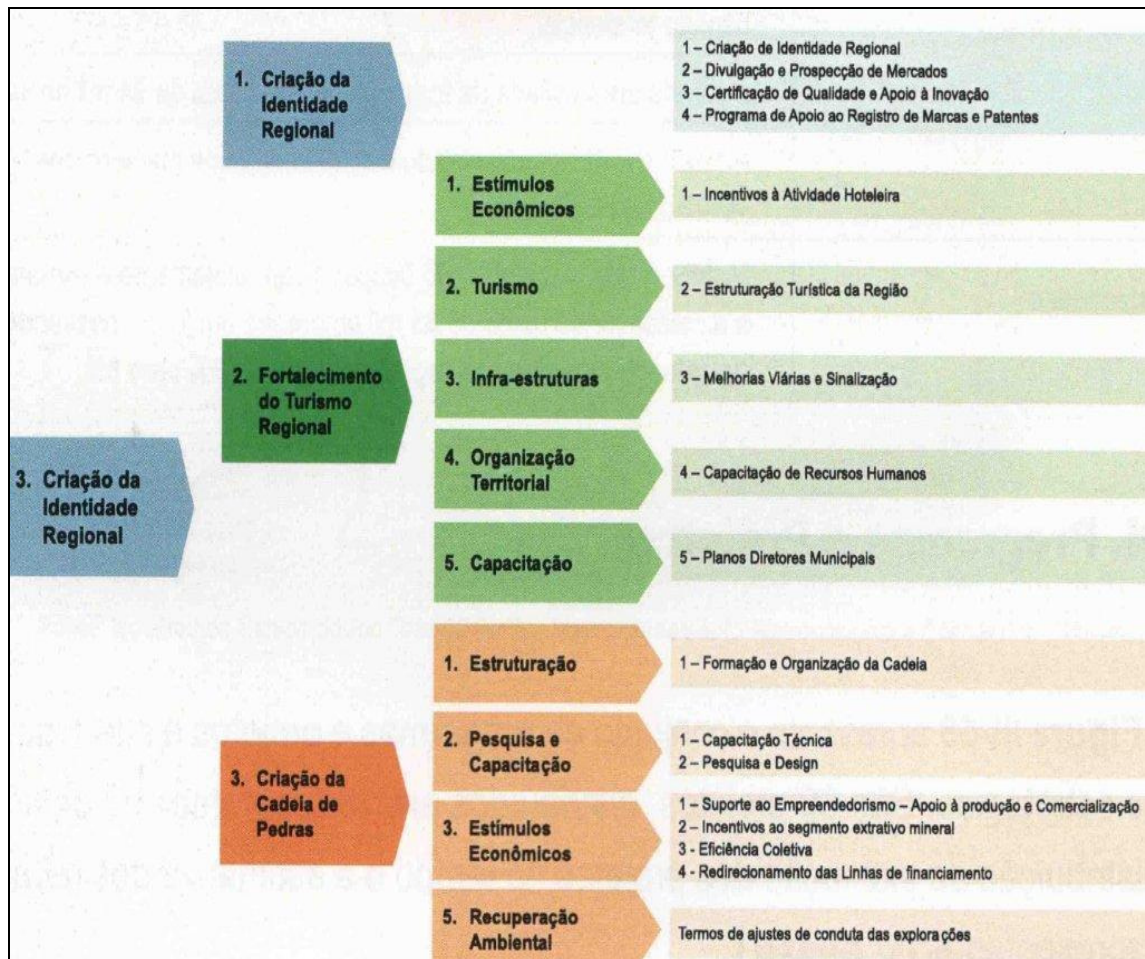 1. Criação da
Identidade
Regional
1 – Criação de Identidade Regional
2 – Divulgação e Prospecção de Mercados
3 – Certificação de Qualidade e Apoio à Inovação
4 – Programa de Apoio ao Registro de Marcas e Patentes
1. Estímulos
Econômicos
1 – Incentivos à Atividade Hoteleira
2. Turismo
2 – Estruturação Turística da Região
2. Fortalecimento
do Turismo
Regional
3. Infra-estruturas
3 – Melhorias Viárias e Sinalização
4. Organização
Territorial
4 – Capacitação de Recursos Humanos
3. Criação da
Identidade
Regional
5. Capacitação
5 – Planos Diretores Municipais
1. Estruturação
1 – Formação e Organização da Cadeia
2. Pesquisa e
Capacitação
1 – Capacitação Técnica
2 – Pesquisa e Design
3. Criação da
Cadeia de
Pedras
3. Estímulos
Econômicos
1 – Suporte ao Empreendedorismo – Apoio à produção e Comercialização
2 – Incentivos ao segmento extrativo mineral
3 - Eficiência Coletiva
4 - Redirecionamento das Linhas de financiamento
5. Recuperação
Ambiental
Termos de ajustes de conduta das explorações